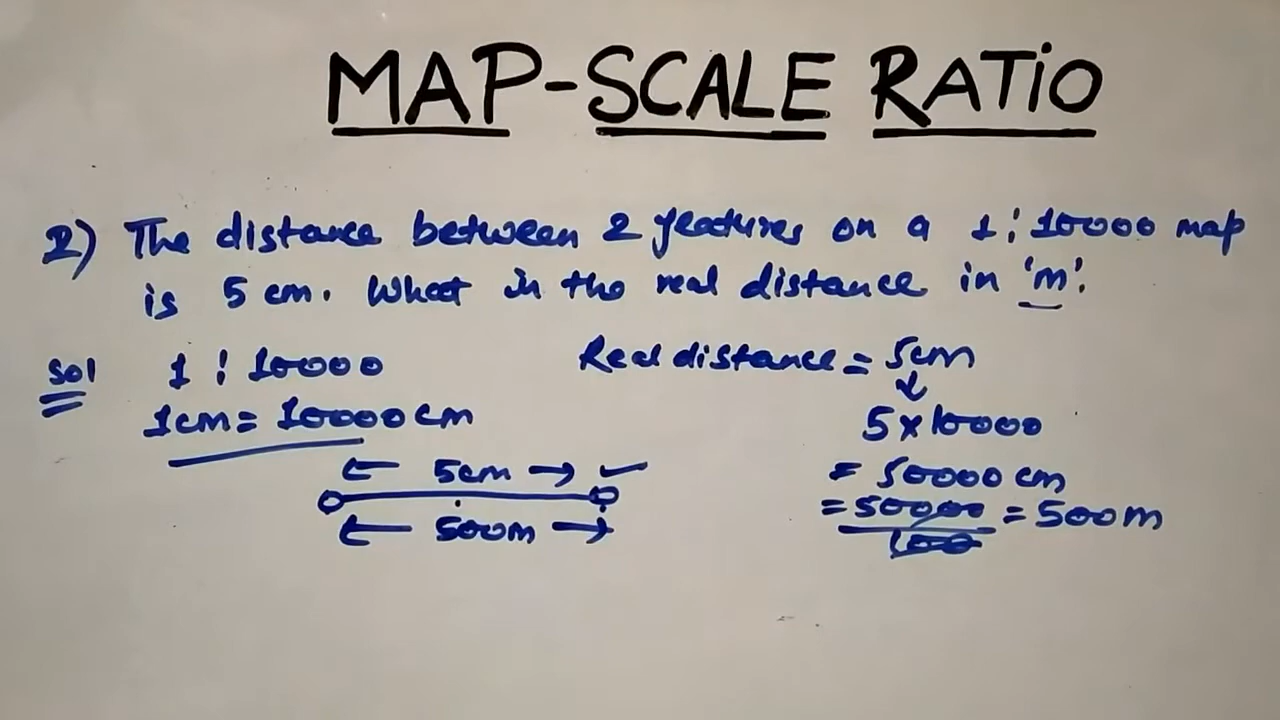 MAP-SCALE RATIO
2) The distance between 2 features on a 1:10000 map
is 5 cm. What is the real distance in 'm'.
Sol 1 : 10000
1cm = 10000 cm
5cm
500m
Real distance = 5cm
5 x 10000
= 50000 cm
= 50000 = 500m
100